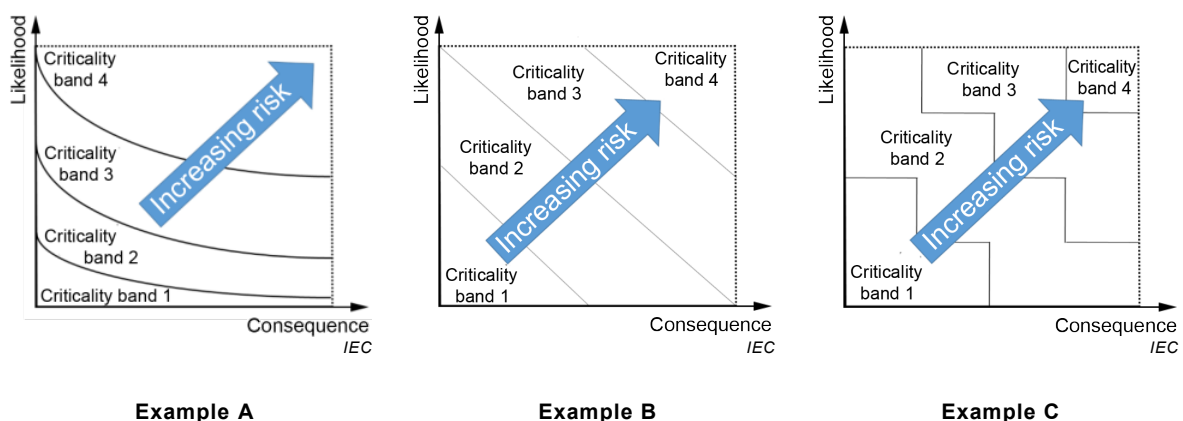 Likelihood
Criticality
band 4
Criticality
band 3
Criticality
band 2
Criticality band 1
Increasing risk
Consequence
IEC
Example A
Likelihood
Criticality
band 4
Criticality
band 3
Criticality
band 2
Criticality
band 1
Increasing risk
Consequence
IEC
Example B
Likelihood
Criticality
band 4
Criticality
band 3
Criticality
band 2
Criticality
band 1
Increasing risk
Consequence
IEC
Example C